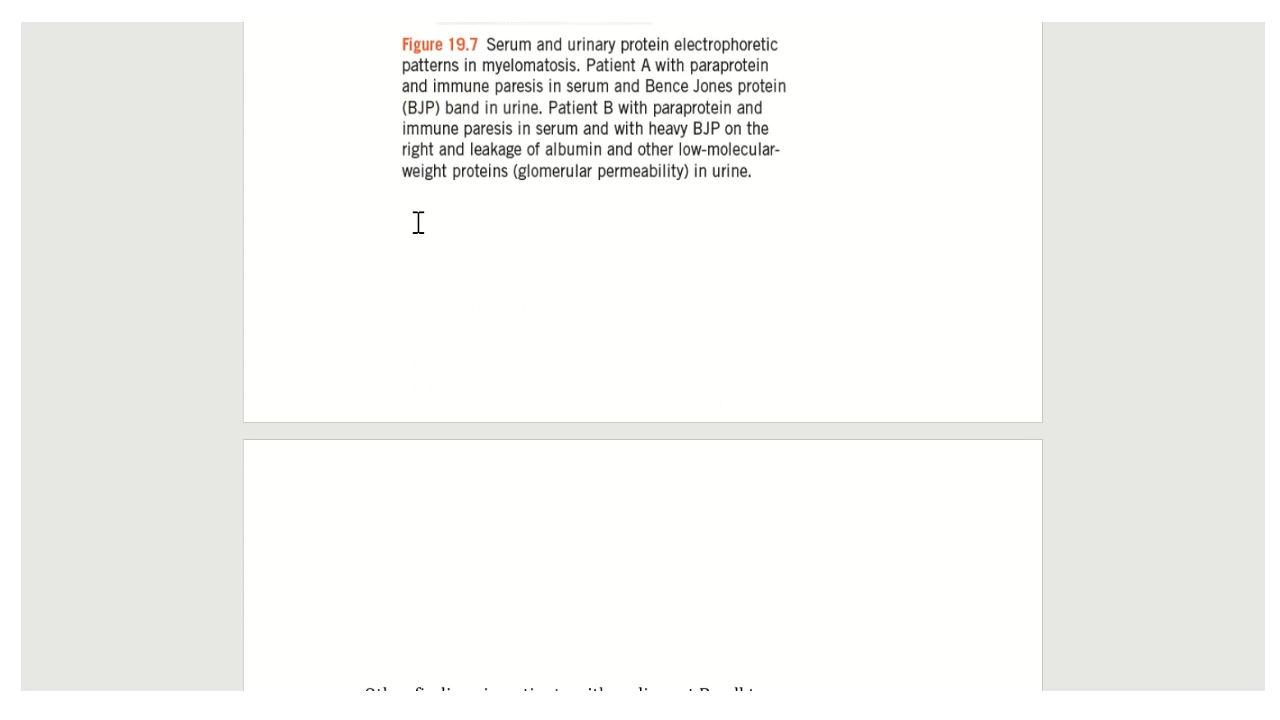 Figure 19.7 Serum and urinary protein electrophoretic
patterns in myelomatosis. Patient A with paraprotein
and immune paresis in serum and Bence Jones protein
(BJP) band in urine. Patient B with paraprotein and
immune paresis in serum and with heavy BJP on the
right and leakage of albumin and other low-molecular-
weight proteins (glomerular permeability) in urine.